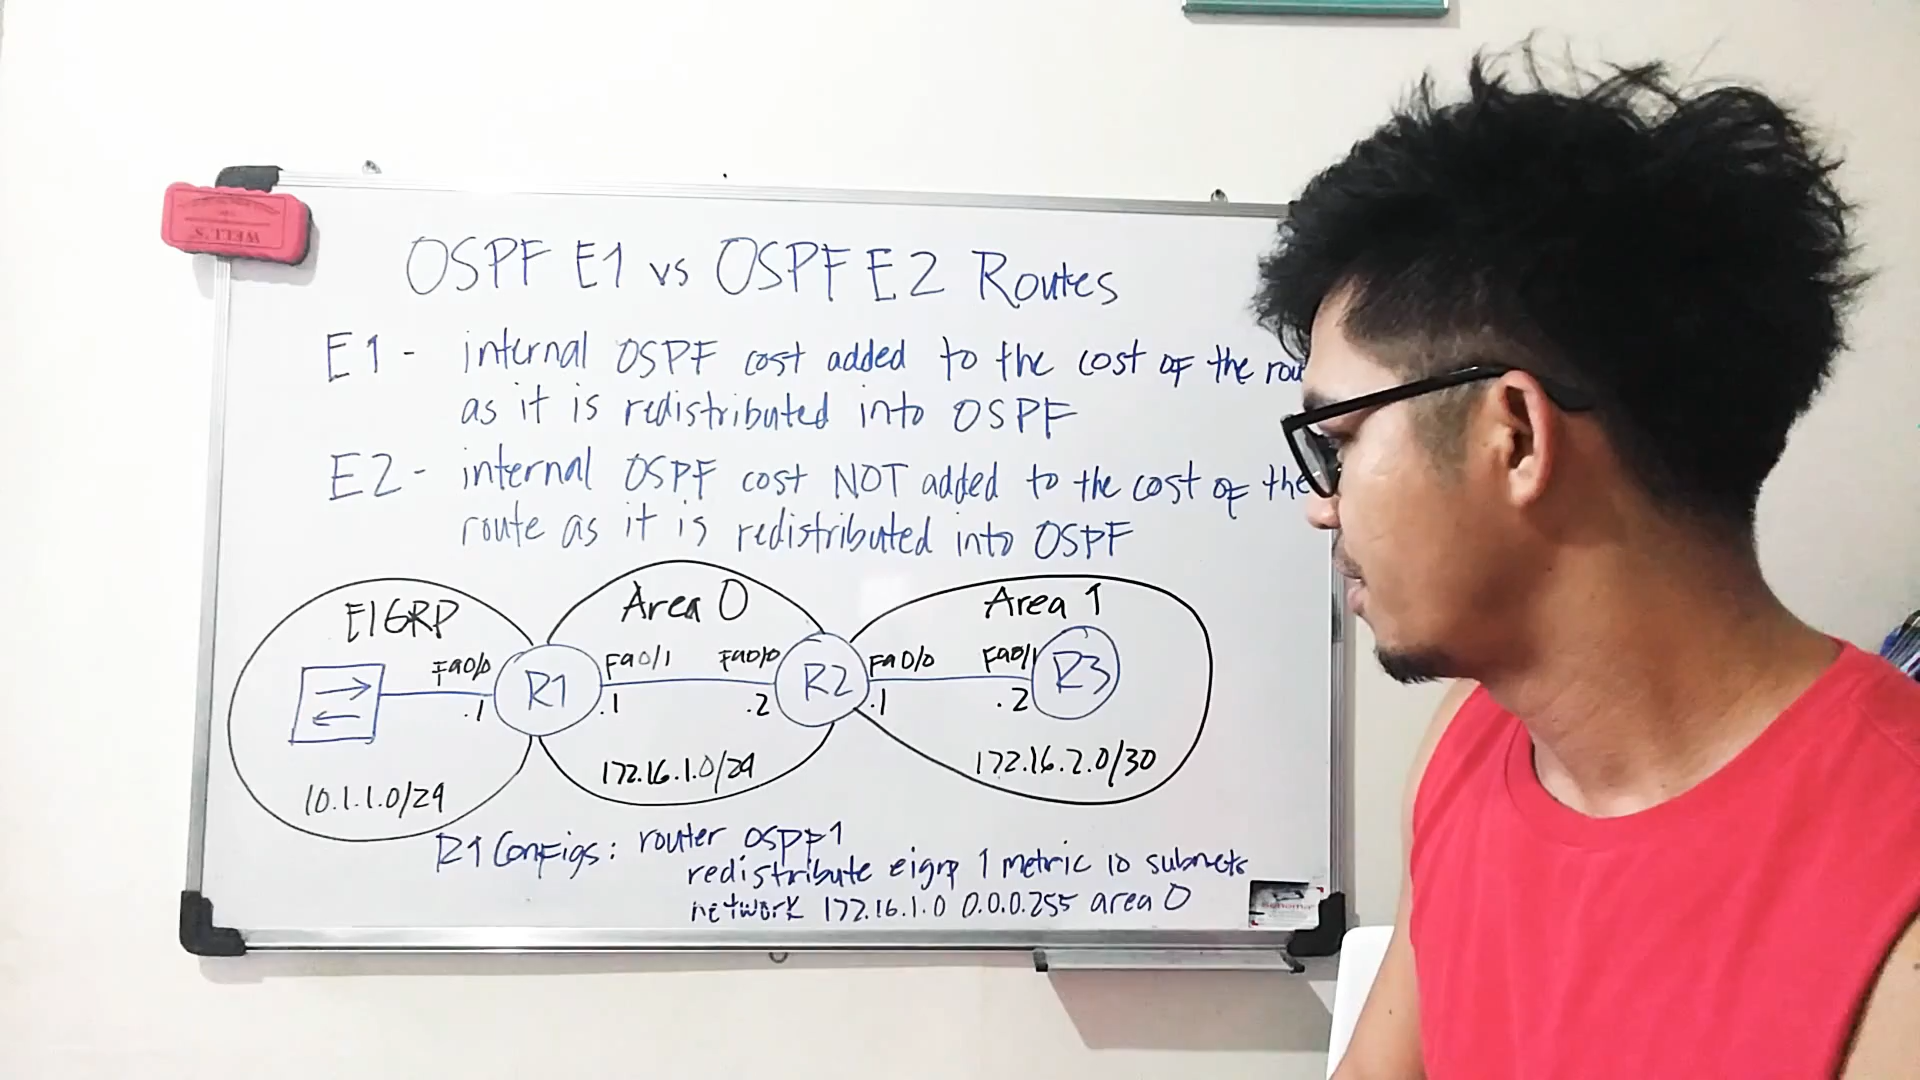 WELL'S
OSPF E1 vs OSPF E2 Routes
E1 - internal OSPF cost added to the cost of the rou
as it is redistributed into OSPF
E2 - internal OSPF cost NOT added to the cost of the
route as it is redistributed into OSPF
EIGRP
Area 0
Area 1
Fa0/0 R1 Fa0/1 Fa0/0 R2 Fa0/0 Fa0/1 R3
.1 .1 .2 .1 .2
10.1.1.0/24
172.16.1.0/24
172.16.2.0/30
R1 Configs: router ospf 1
redistribute eigrp 1 metric 10 subnets
network 172.16.1.0 0.0.0.255 area 0